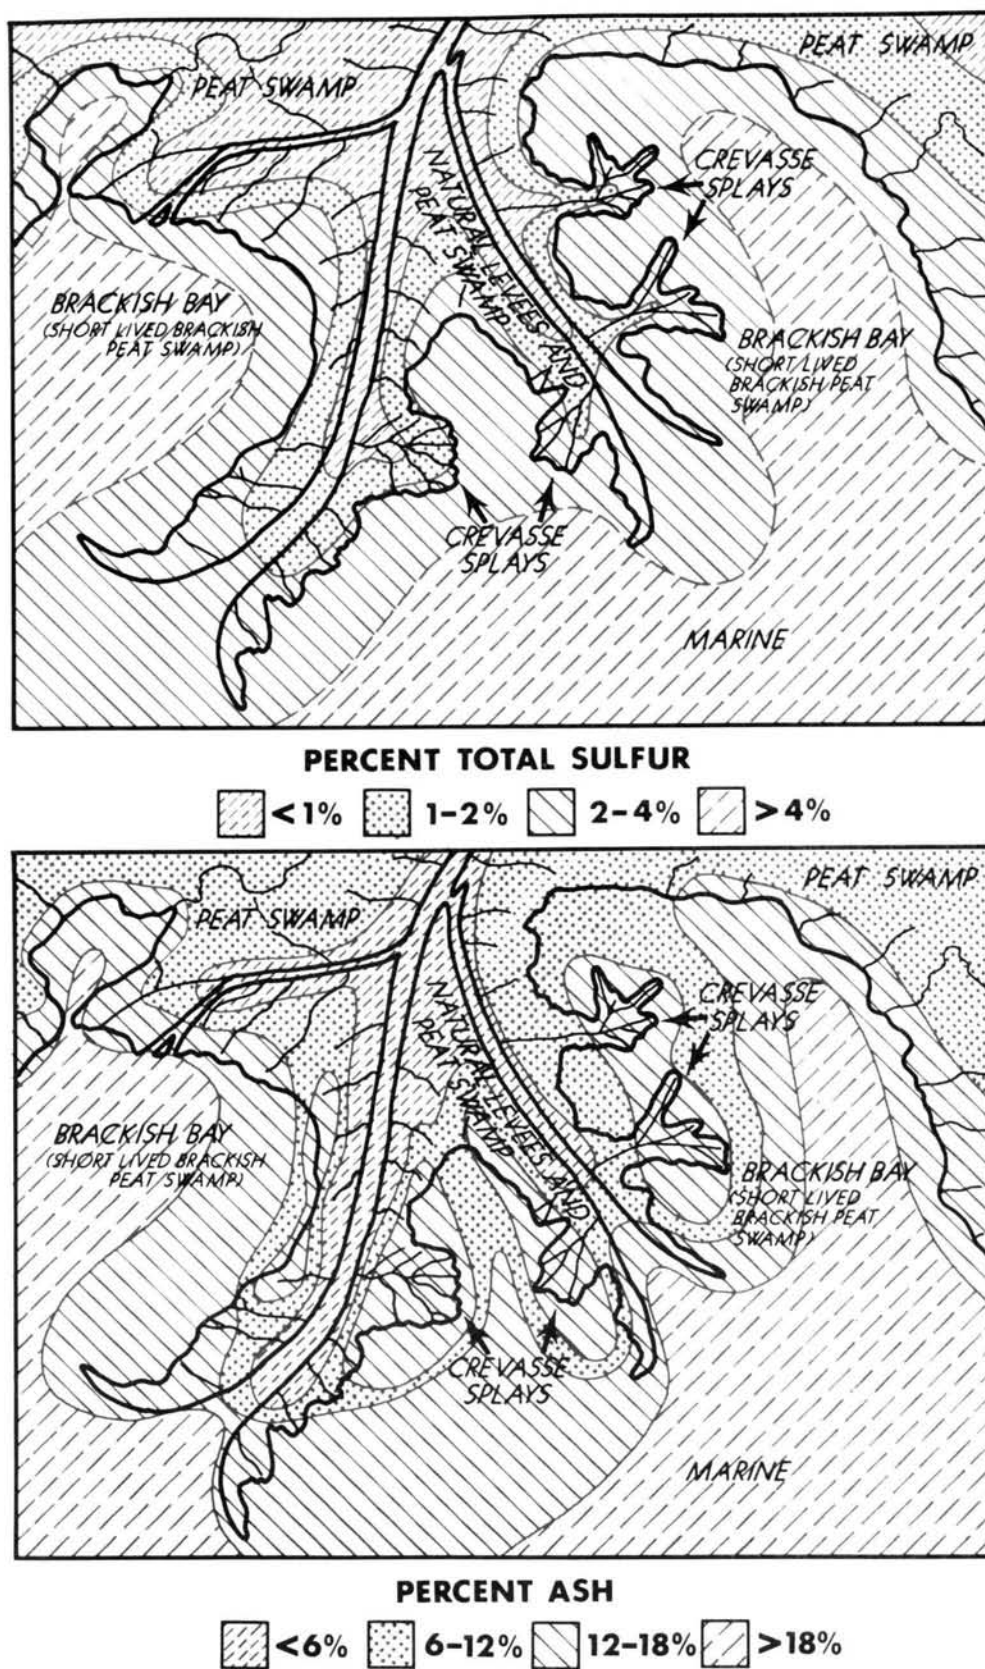 PEAT SWAMP
PEAT SWAMP
CREVASSE
SPLAYS
NATURAL LEVEES AND
PEAT SWAMP
BRACKISH BAY
(SHORT LIVED BRACKISH
PEAT SWAMP)
BRACKISH BAY
(SHORT LIVED
BRACKISH PEAT
SWAMP)
CREVASSE
SPLAYS
MARINE
PERCENT TOTAL SULFUR
<1% 1-2% 2-4% >4%
PEAT SWAMP
PEAT SWAMP
CREVASSE
SPLAYS
NATURAL LEVEES AND
PEAT SWAMP
BRACKISH BAY
(SHORT LIVED BRACKISH
PEAT SWAMP)
BRACKISH BAY
(SHORT LIVED
BRACKISH PEAT
SWAMP)
CREVASSE
SPLAYS
MARINE
PERCENT ASH
<6% 6-12% 12-18% >18%